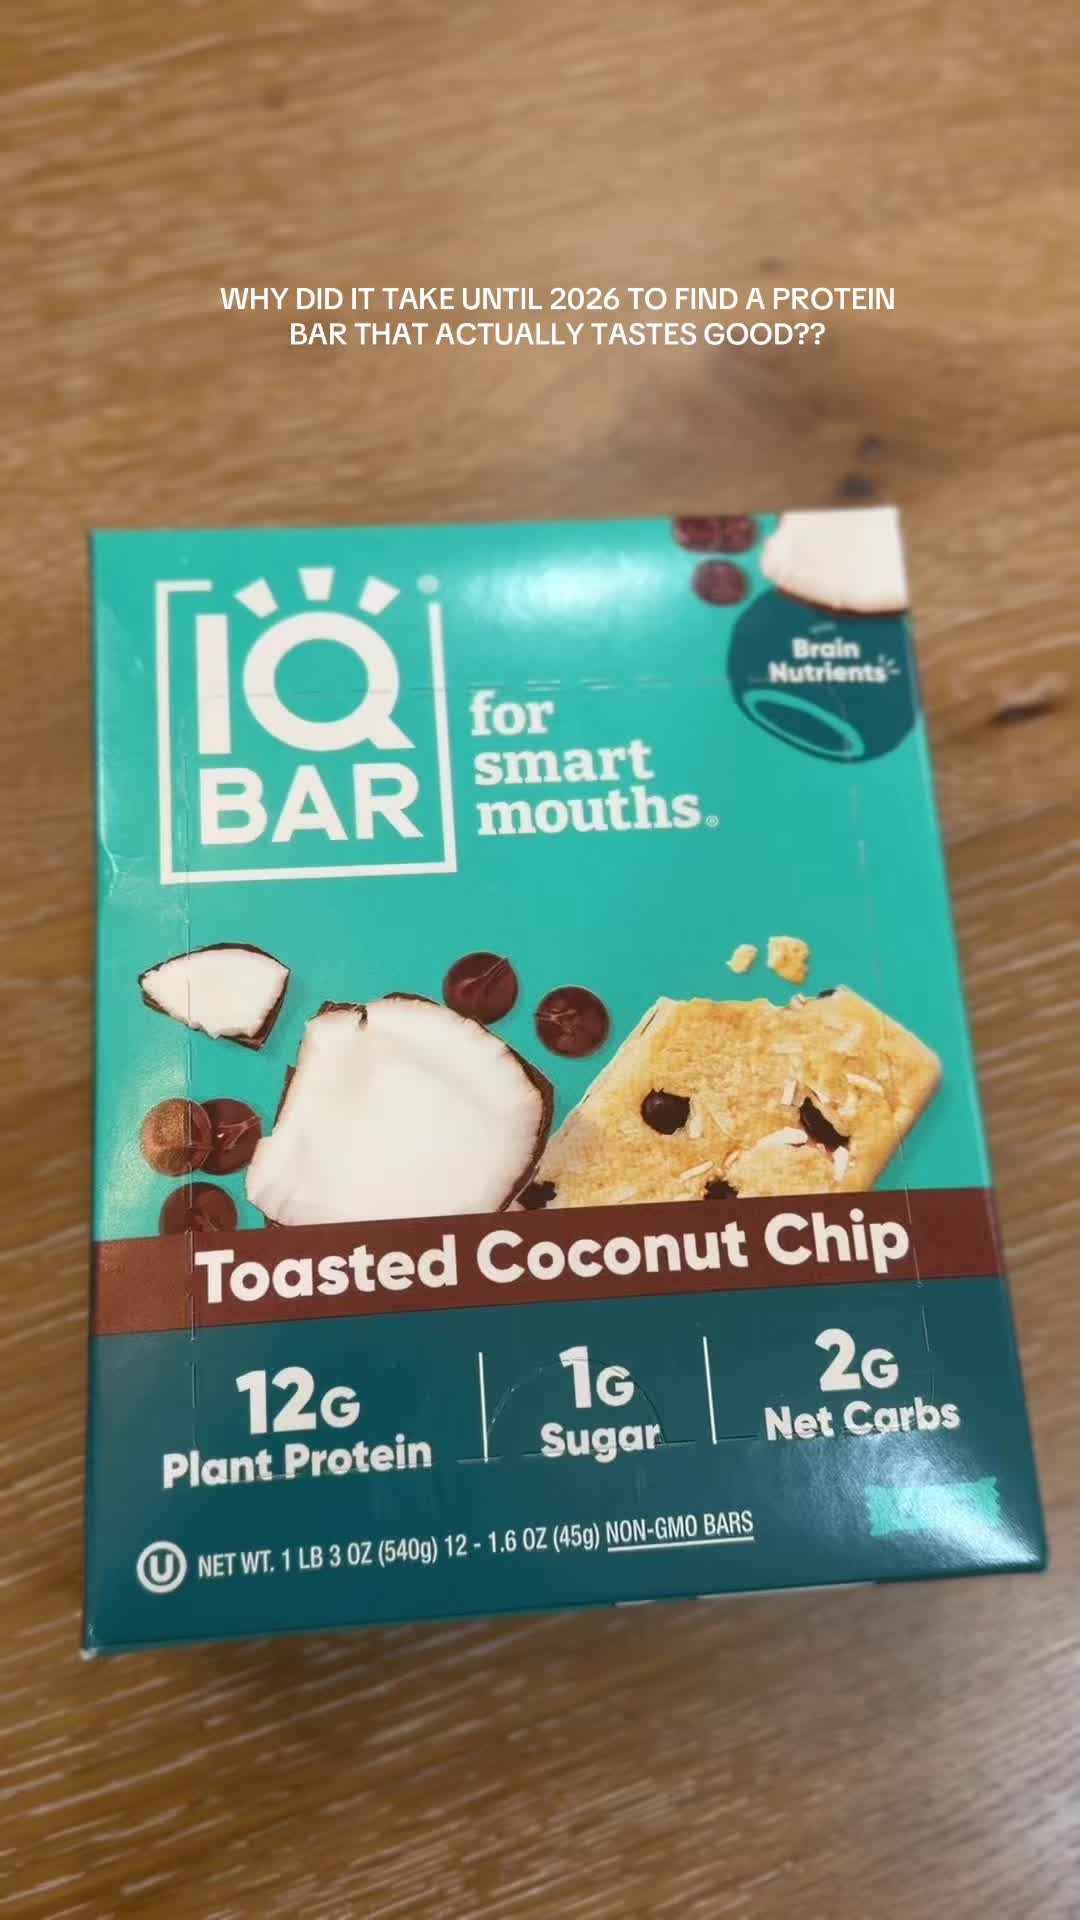 WHY DID IT TAKE UNTIL 2026 TO FIND A PROTEIN
BAR THAT ACTUALLY TASTES GOOD??
IQ
BAR
®
for
smart
mouths®
Brain
Nutrients
Toasted Coconut Chip
12G
Plant Protein
1G
Sugar
2G
Net Carbs
U NET WT. 1 LB 3 OZ (540g) 12 - 1.6 OZ (45g) NON-GMO BARS